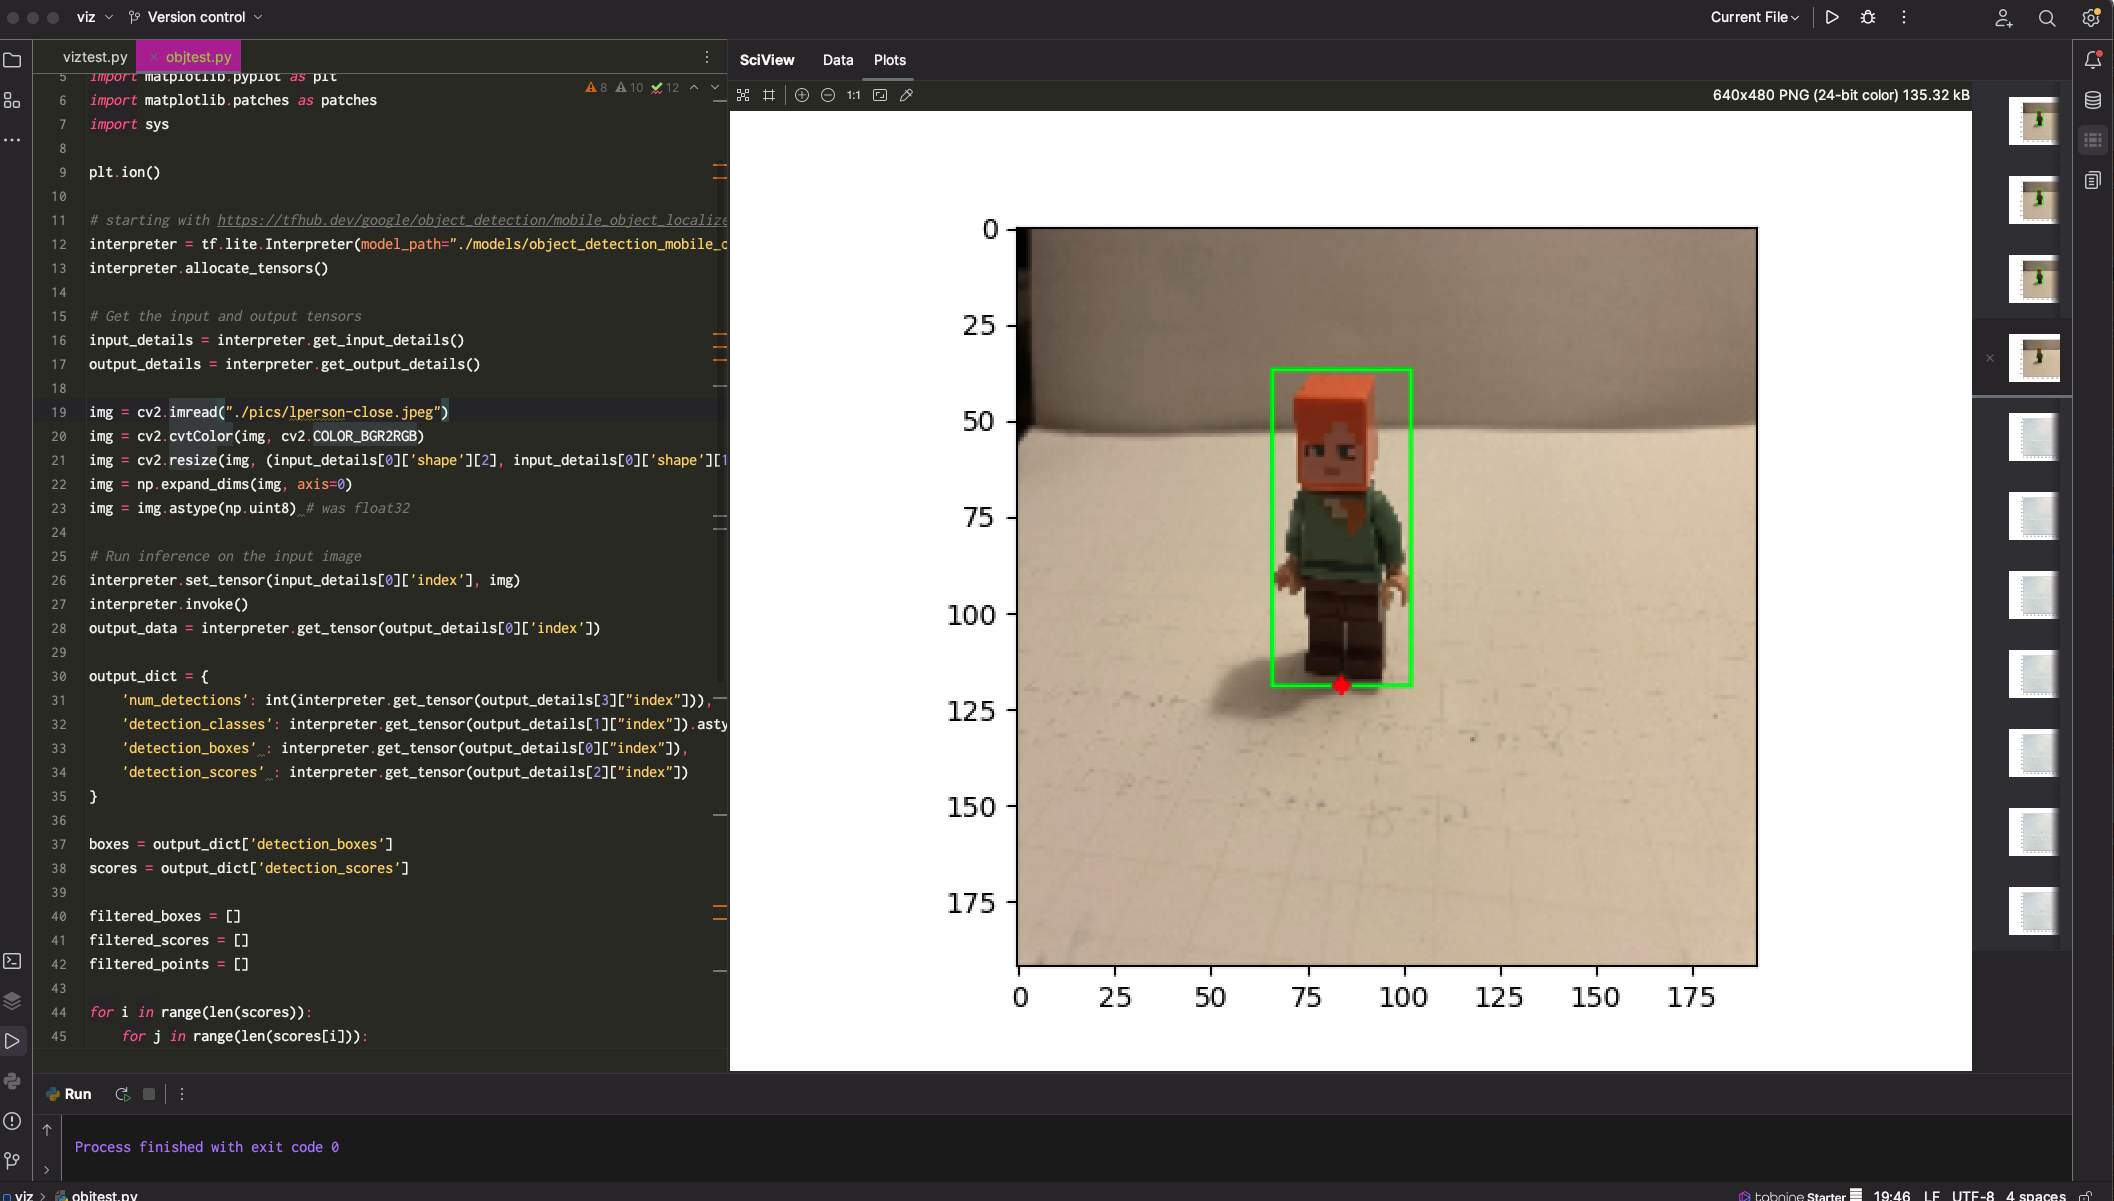 viz
Version control
Current File
viztest.py
objtest.py
8
10
12
5 import matplotlib.pyplot as plt
6 import matplotlib.patches as patches
7 import sys
8
9 plt.ion()
10
11 # starting with https://tfhub.dev/google/object_detection/mobile_object_localize
12 interpreter = tf.lite.Interpreter(model_path="./models/object_detection_mobile_o
13 interpreter.allocate_tensors()
14
15 # Get the input and output tensors
16 input_details = interpreter.get_input_details()
17 output_details = interpreter.get_output_details()
18
19 img = cv2.imread("./pics/lperson-close.jpeg")
20 img = cv2.cvtColor(img, cv2.COLOR_BGR2RGB)
21 img = cv2.resize(img, (input_details[0]['shape'][2], input_details[0]['shape'][1
22 img = np.expand_dims(img, axis=0)
23 img = img.astype(np.uint8) # was float32
24
25 # Run inference on the input image
26 interpreter.set_tensor(input_details[0]['index'], img)
27 interpreter.invoke()
28 output_data = interpreter.get_tensor(output_details[0]['index'])
29
30 output_dict = {
31 'num_detections': int(interpreter.get_tensor(output_details[3]["index"])),
32 'detection_classes': interpreter.get_tensor(output_details[1]["index"]).asty
33 'detection_boxes' : interpreter.get_tensor(output_details[0]["index"]),
34 'detection_scores' : interpreter.get_tensor(output_details[2]["index"])
35 }
36
37 boxes = output_dict['detection_boxes']
38 scores = output_dict['detection_scores']
39
40 filtered_boxes = []
41 filtered_scores = []
42 filtered_points = []
43
44 for i in range(len(scores)):
45 for j in range(len(scores[i])):
SciView
Data
Plots
1:1
640x480 PNG (24-bit color) 135.32 kB
0
25
50
75
100
125
150
175
0 25 50 75 100 125 150 175
Run
Process finished with exit code 0
viz
objtest.py
tabnine Starter
19:46
LF
UTF-8
4 spaces